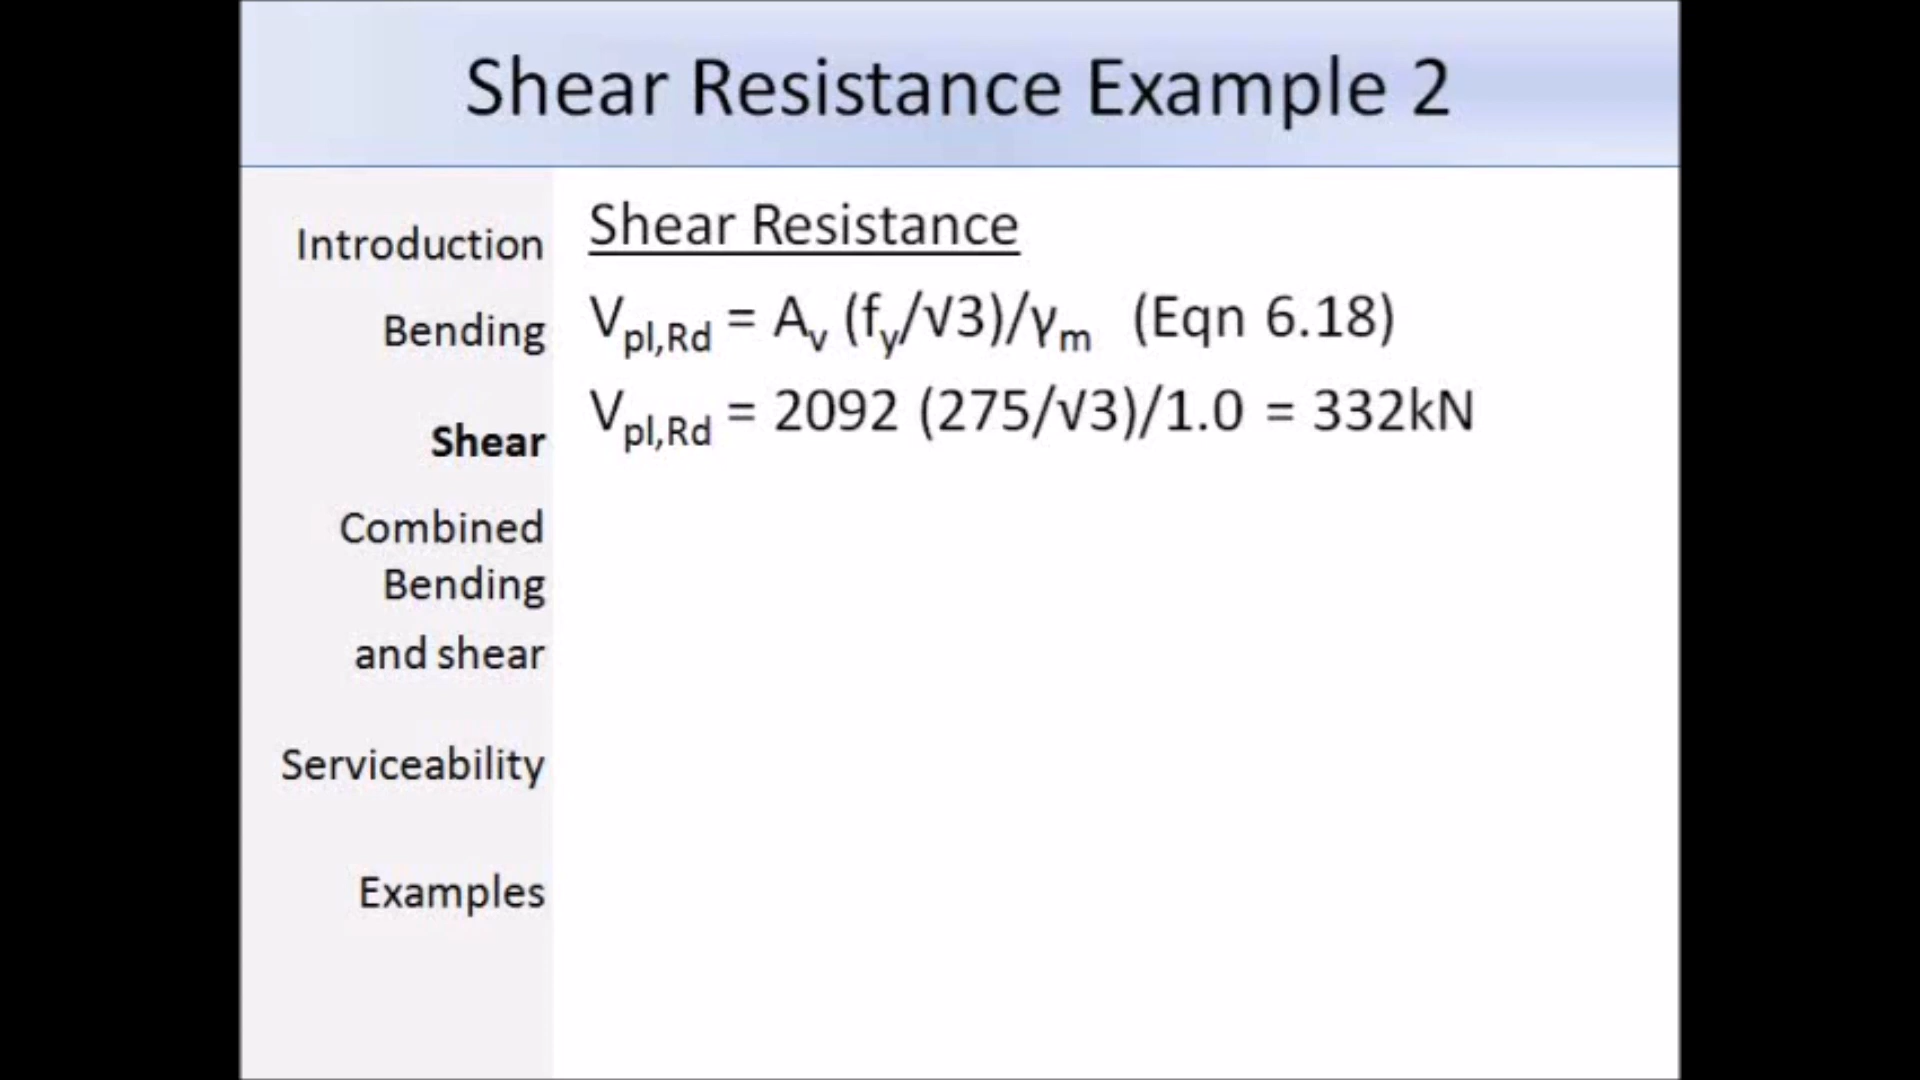 Shear Resistance Example 2
Introduction
Bending
Shear
Combined
Bending
and shear
Serviceability
Examples
Shear Resistance
Vpl,Rd = Av (fy/√3)/γm (Eqn 6.18)
Vpl,Rd = 2092 (275/√3)/1.0 = 332kN